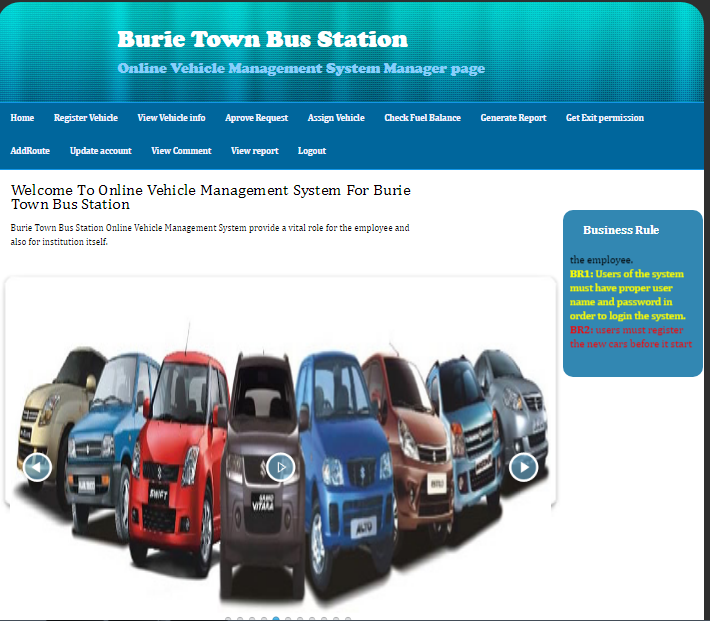 Burie Town Bus Station
Online Vehicle Management System Manager page
Home Register Vehicle View Vehicle info Aprove Request Assign Vehicle Check Fuel Balance Generate Report Get Exit permission
AddRoute Update account View Comment View report Logout
Welcome To Online Vehicle Management System For Burie
Town Bus Station
Burie Town Bus Station Online Vehicle Management System provide a vital role for the employee and
also for institution itself.
Business Rule
the employee.
BR1: Users of the system
must have proper user
name and password in
order to login the system.
BR2: users must register
the new cars before it start
SWIFT
GRAND
VITARA
ALTO